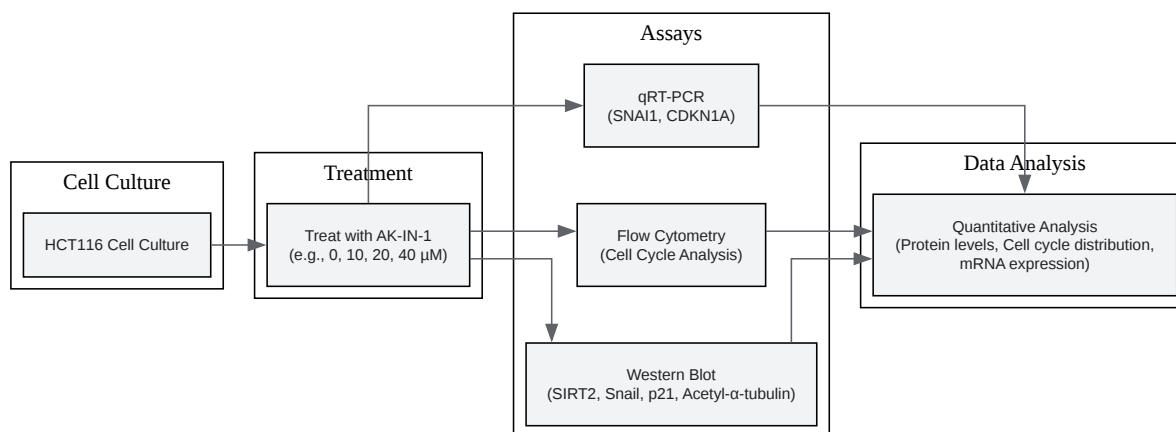 Cell Culture
HCT116 Cell Culture
Treatment
Treat with AK-IN-1
(e.g., 0, 10, 20, 40 µM)
Assays
qRT-PCR
(SNAI1, CDKN1A)
Flow Cytometry
(Cell Cycle Analysis)
Western Blot
(SIRT2, Snail, p21, Acetyl-α-tubulin)
Data Analysis
Quantitative Analysis
(Protein levels, Cell cycle distribution,
mRNA expression)